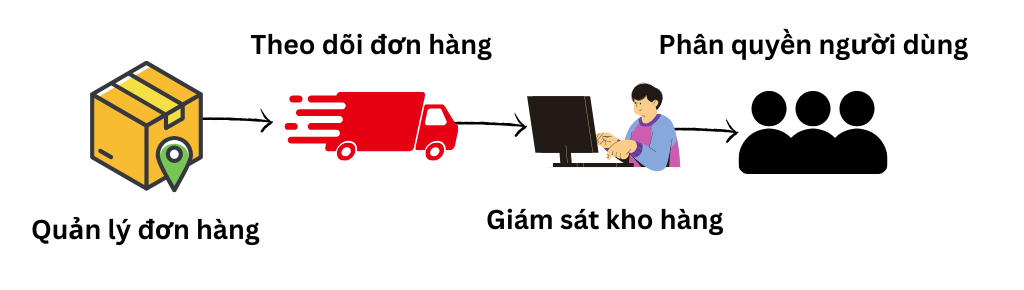 Theo dõi đơn hàng
Phân quyền người dùng
Quản lý đơn hàng
Giám sát kho hàng